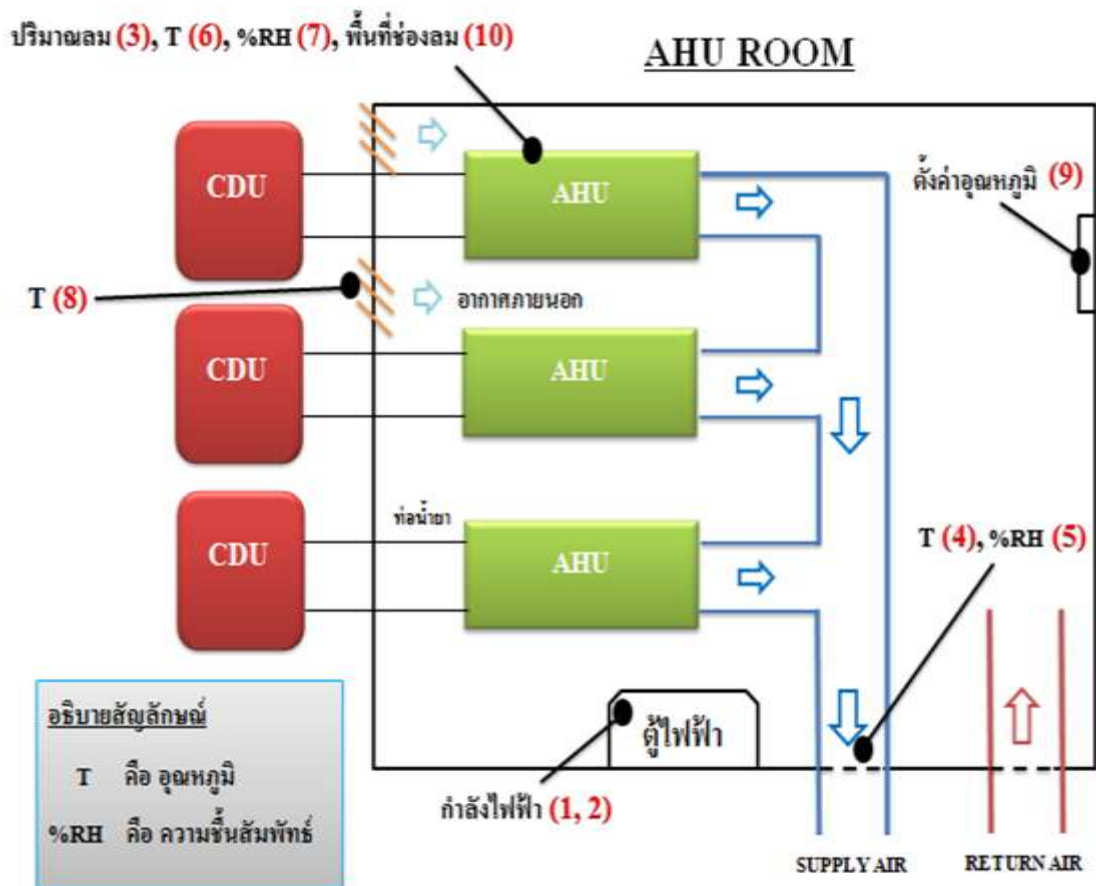 ปริมาณลม (3), T (6), %RH (7), พื้นที่ช่องลม (10)
AHU ROOM
CDU
AHU
ตั้งค่าอุณหภูมิ (9)
T (8)
อากาศภายนอก
CDU
AHU
ท่อน้ำยา
CDU
AHU
T (4), %RH (5)
อธิบายสัญลักษณ์
T คือ อุณหภูมิ
%RH คือ ความชื้นสัมพัทธ์
ตู้ไฟฟ้า
กำลังไฟฟ้า (1, 2)
SUPPLY AIR
RETURN AIR